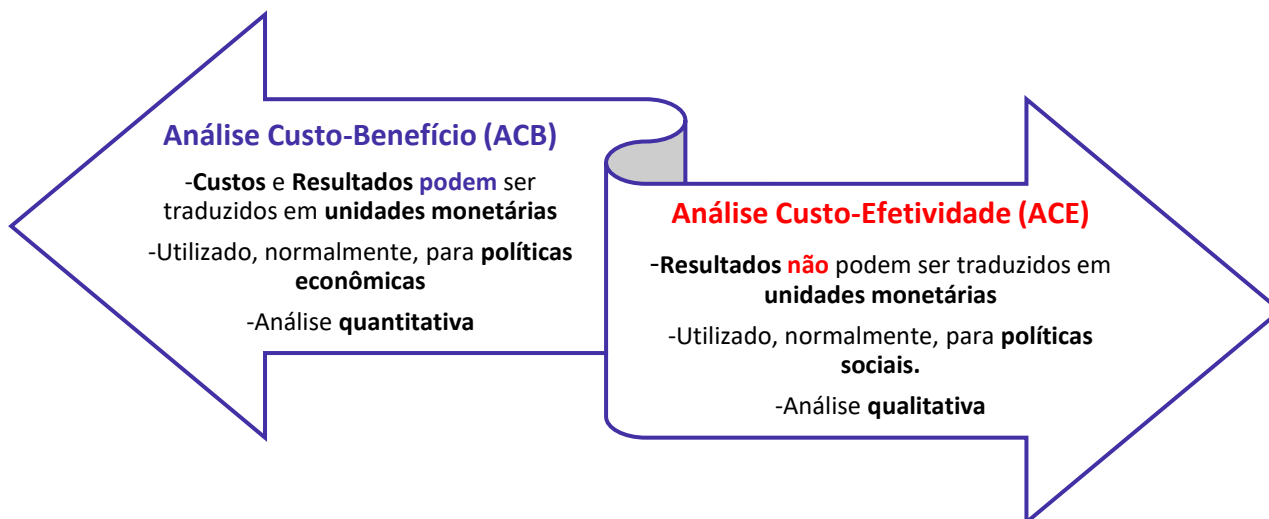 Análise Custo-Benefício (ACB)
-Custos e Resultados podem ser
traduzidos em unidades monetárias
-Utilizado, normalmente, para políticas
econômicas
-Análise quantitativa
Análise Custo-Efetividade (ACE)
-Resultados não podem ser traduzidos em
unidades monetárias
-Utilizado, normalmente, para políticas
sociais.
-Análise qualitativa